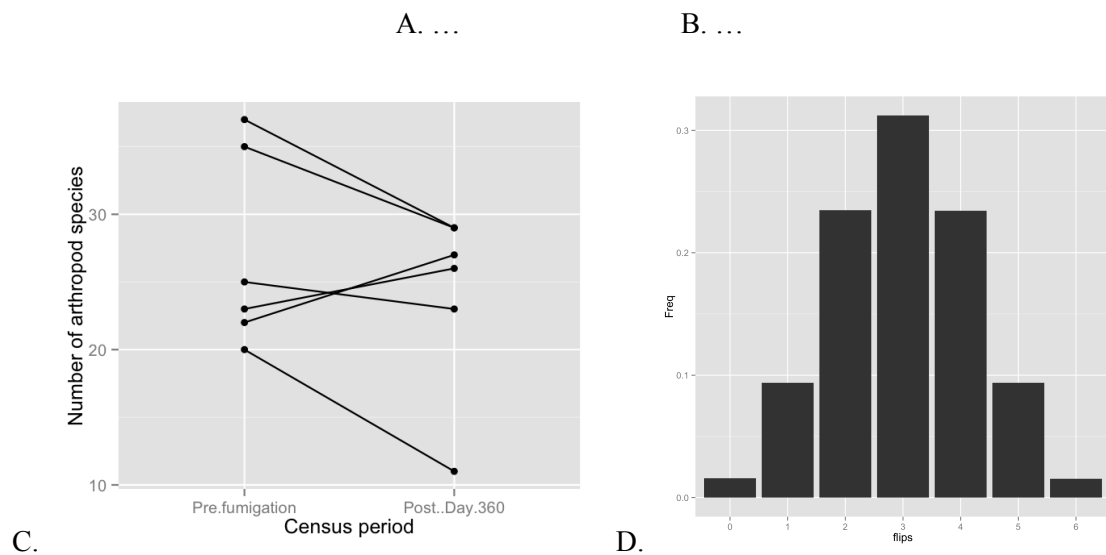 A. …
B. …
Number of arthropod species
30
20
10
Pre.fumigation
Post..Day.360
Census period
C.
Freq
0.3
0.2
0.1
0.0
0
1
2
3
4
5
6
flips
D.